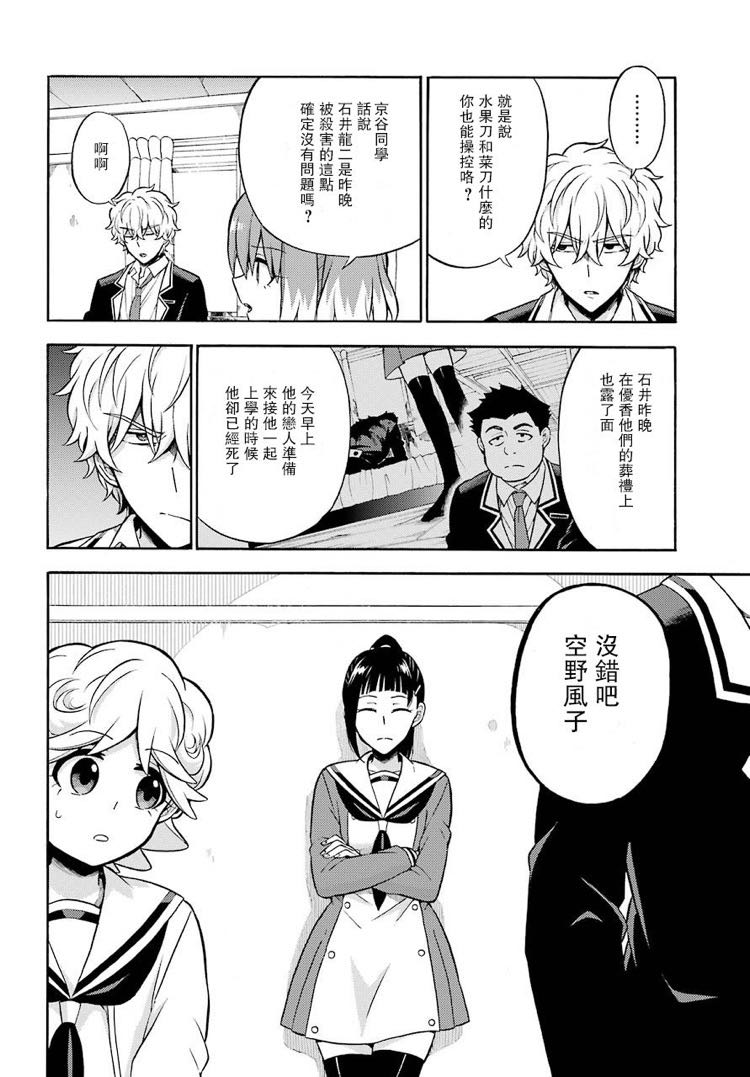 ………
就是說
水果刀和菜刀什麼的
你也能操控咯？
京谷同學
話說
石井龍二是昨晚
被殺害的這點
確定沒有問題嗎？
啊
啊
石井昨晚
在優香他們的葬禮上
也露了面
今天早上
他的戀人準備
來接他一起
上學的時候
他卻已經死了
沒錯吧
空野風子